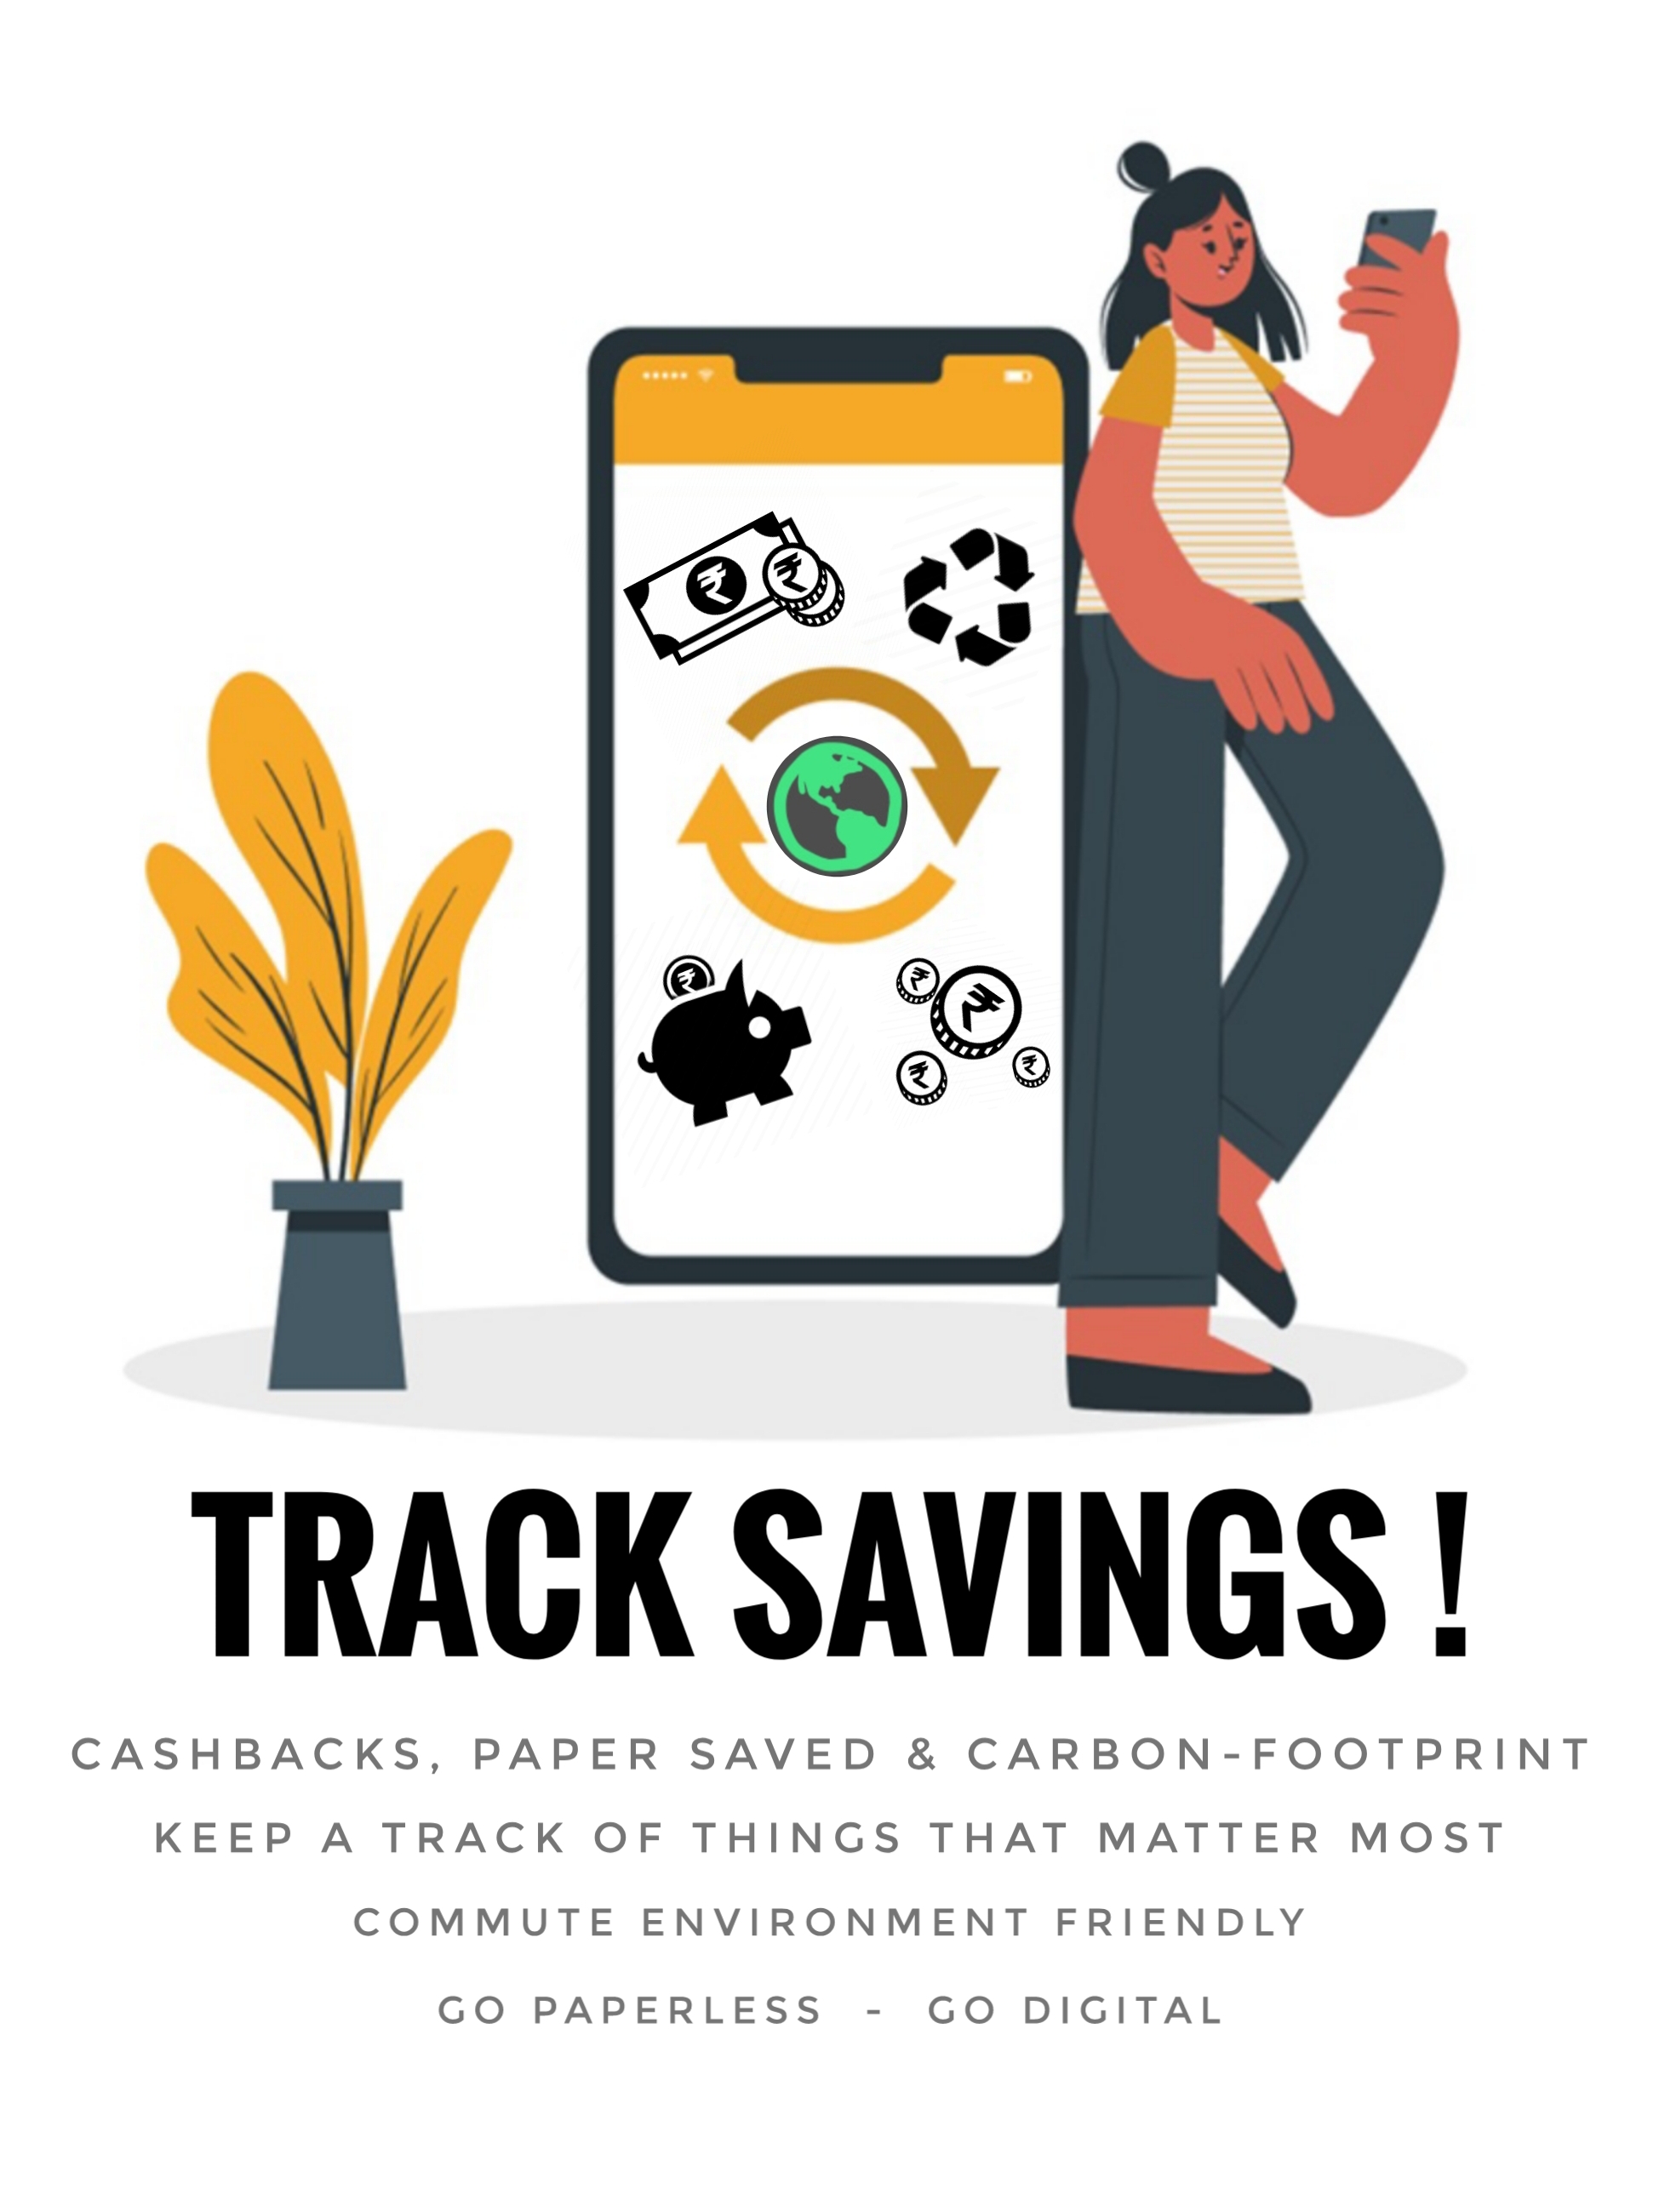 TRACK SAVINGS !
CASHBACKS, PAPER SAVED & CARBON-FOOTPRINT
KEEP A TRACK OF THINGS THAT MATTER MOST
COMMUTE ENVIRONMENT FRIENDLY
GO PAPERLESS - GO DIGITAL